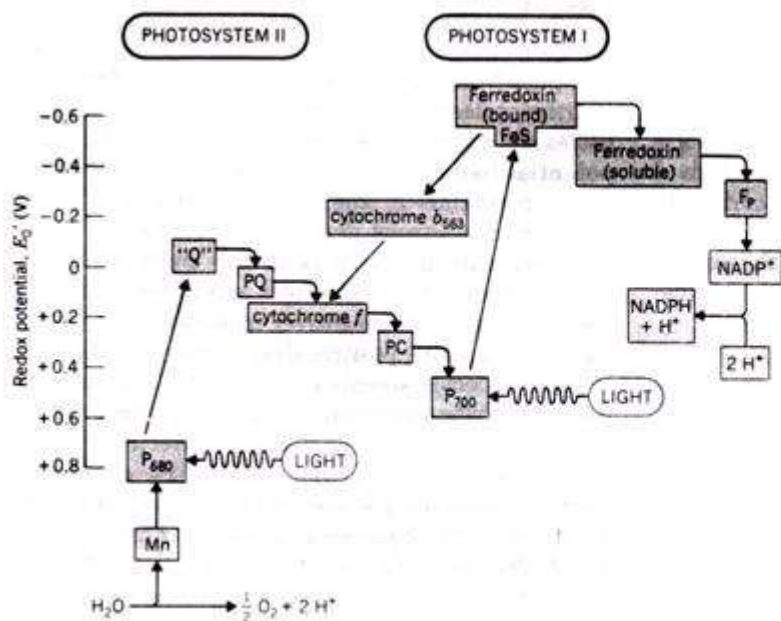 PHOTOSYSTEM II
PHOTOSYSTEM I
Redox potential, E₀′ (V)
−0.6
−0.4
−0.2
0
+0.2
+0.4
+0.6
+0.8
Ferredoxin
(bound)
FeS
Ferredoxin
(soluble)
Fₚ
cytochrome b₅₆₃
"Q"
PQ
cytochrome f
PC
NADP⁺
NADPH
+ H⁺
2 H⁺
P₇₀₀
LIGHT
P₆₈₀
LIGHT
Mn
H₂O
½ O₂ + 2 H⁺